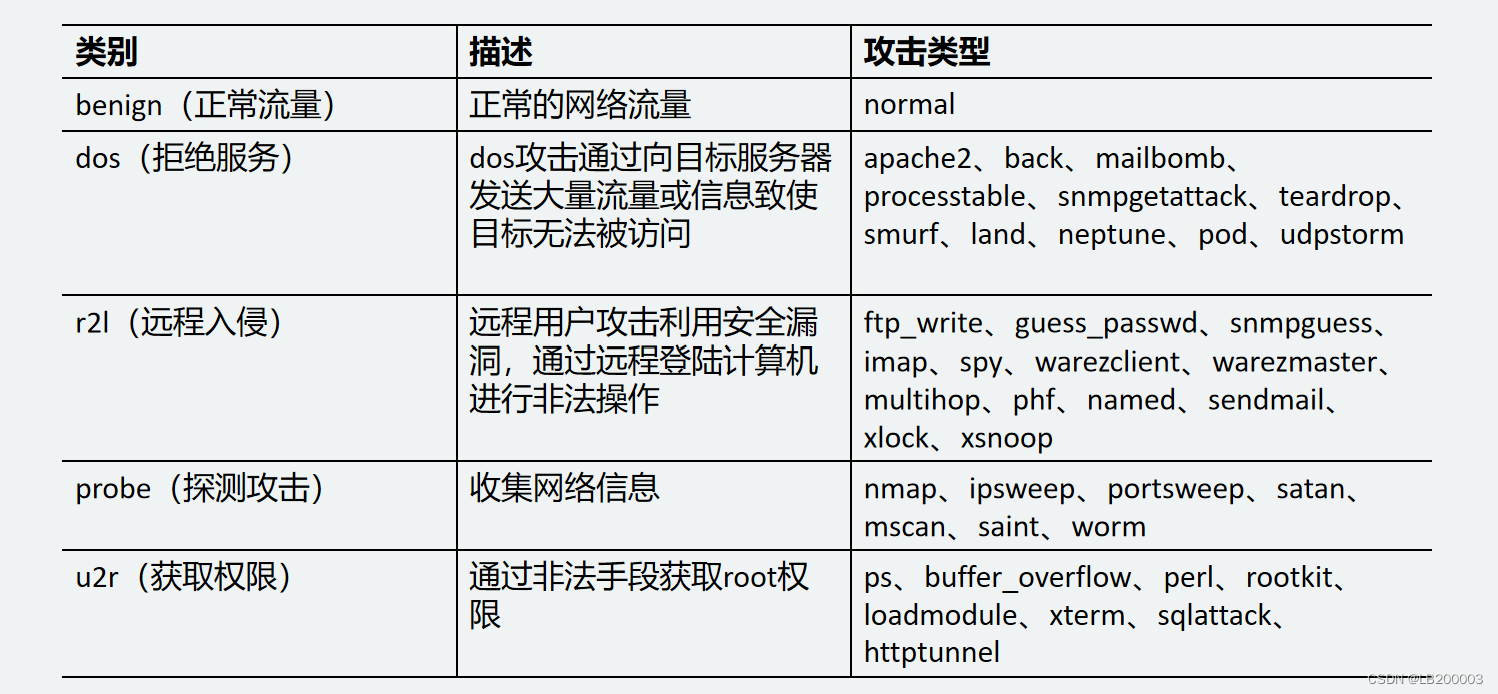 类别
描述
攻击类型
benign（正常流量）
正常的网络流量
normal
dos（拒绝服务）
dos攻击通过向目标服务器
发送大量流量或信息致使
目标无法被访问
apache2、back、mailbomb、
processtable、snmpgetattack、teardrop、
smurf、land、neptune、pod、udpstorm
r2l（远程入侵）
远程用户攻击利用安全漏
洞，通过远程登陆计算机
进行非法操作
ftp_write、guess_passwd、snmpguess、
imap、spy、warezclient、warezmaster、
multihop、phf、named、sendmail、
xlock、xsnoop
probe（探测攻击）
收集网络信息
nmap、ipsweep、portsweep、satan、
mscan、saint、worm
u2r（获取权限）
通过非法手段获取root权
限
ps、buffer_overflow、perl、rootkit、
loadmodule、xterm、sqlattack、
httptunnel
CSDN @LB200003